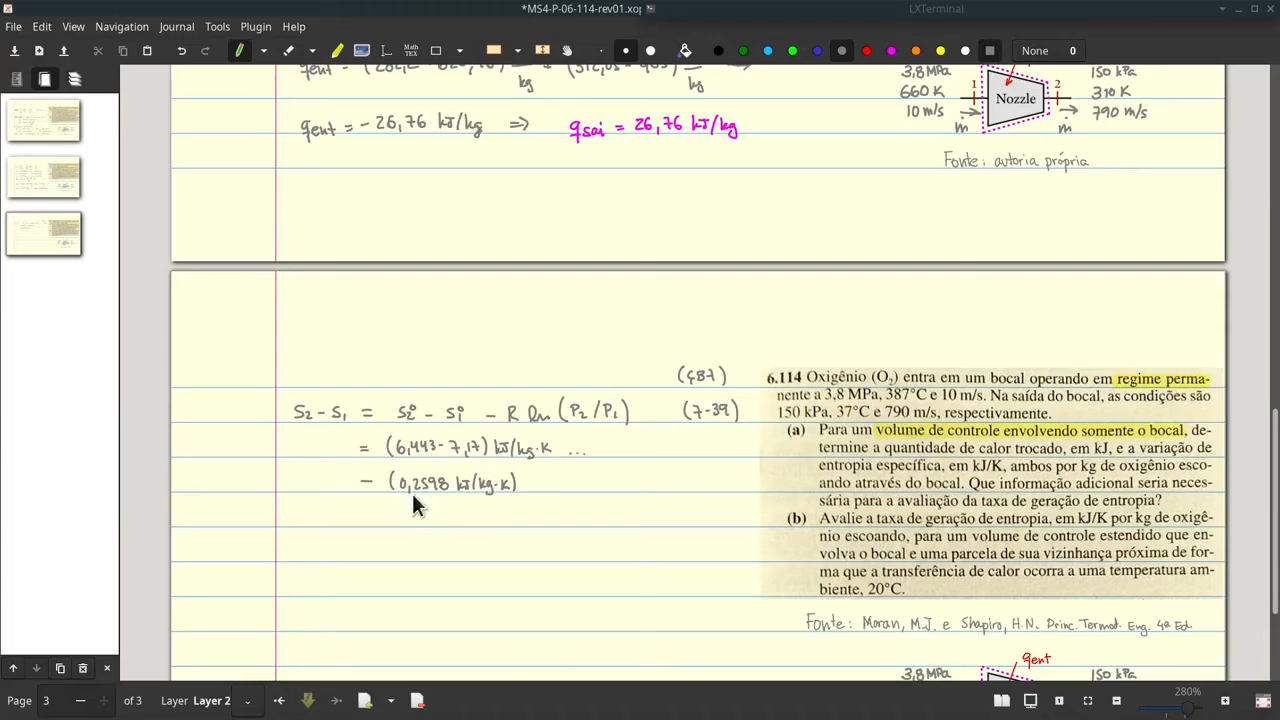 *MS4-P-06-114-rev01.xop
LXTerminal
File Edit View Navigation Journal Tools Plugin Help
MATH TEX
None 0
kg kg
qent = -26,76 kJ/kg ⇒ qsai = 26,76 kJ/kg
3,8 MPa 150 kPa
660 K 1 Nozzle 2 310 K
10 m/s 790 m/s
ṁ ṁ
Fonte: autoria própria
(487)
S2 - S1 = S2° - S1° - R ln (P2/P1) (7-39)
= (6,443 - 7,17) kJ/kg·K ...
- (0,2598 kJ/kg·K)
6.114 Oxigênio (O₂) entra em um bocal operando em regime perma-
nente a 3,8 MPa, 387°C e 10 m/s. Na saída do bocal, as condições são
150 kPa, 37°C e 790 m/s, respectivamente.
(a) Para um volume de controle envolvendo somente o bocal, de-
termine a quantidade de calor trocado, em kJ, e a variação de
entropia específica, em kJ/K, ambos por kg de oxigênio esco-
ando através do bocal. Que informação adicional seria neces-
sária para a avaliação da taxa de geração de entropia?
(b) Avalie a taxa de geração de entropia, em kJ/K por kg de oxigê-
nio escoando, para um volume de controle estendido que en-
volva o bocal e uma parcela de sua vizinhança próxima de for-
ma que a transferência de calor ocorra a uma temperatura am-
biente, 20°C.
Fonte: Moran, M.J. e Shapiro, H.N. Princ. Termod. Eng. 4ª Ed.
qent
3,8 MPa 150 kPa
Page 3 of 3 Layer Layer 2 280%